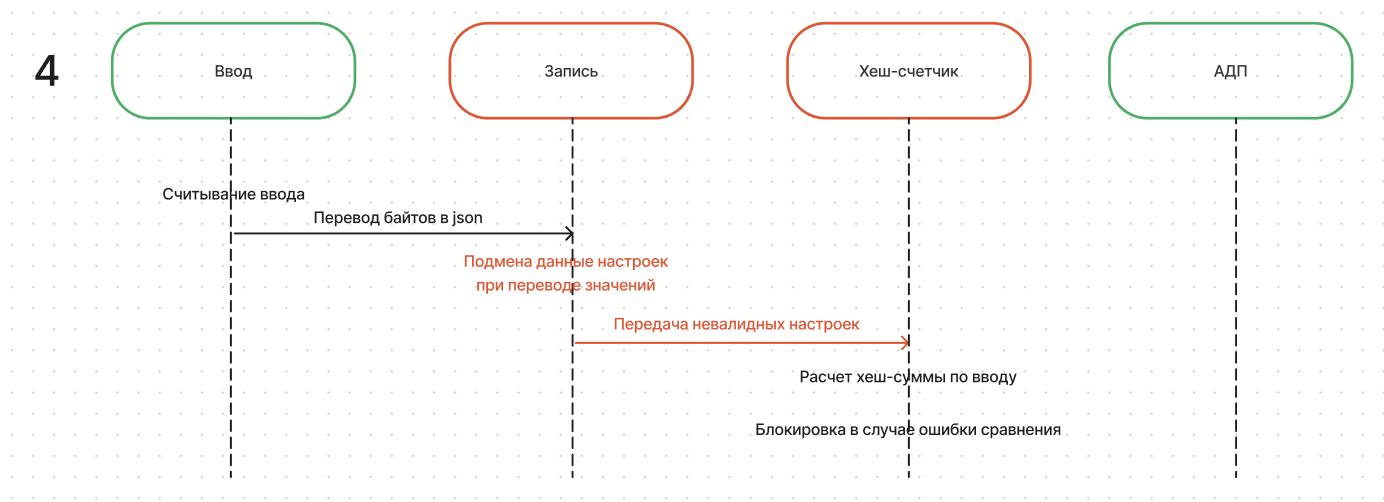 4
Ввод
Запись
Хеш-счетчик
АДП
Считывание ввода
Перевод байтов в json
Подмена данные настроек
при переводе значений
Передача невалидных настроек
Расчет хеш-суммы по вводу
Блокировка в случае ошибки сравнения